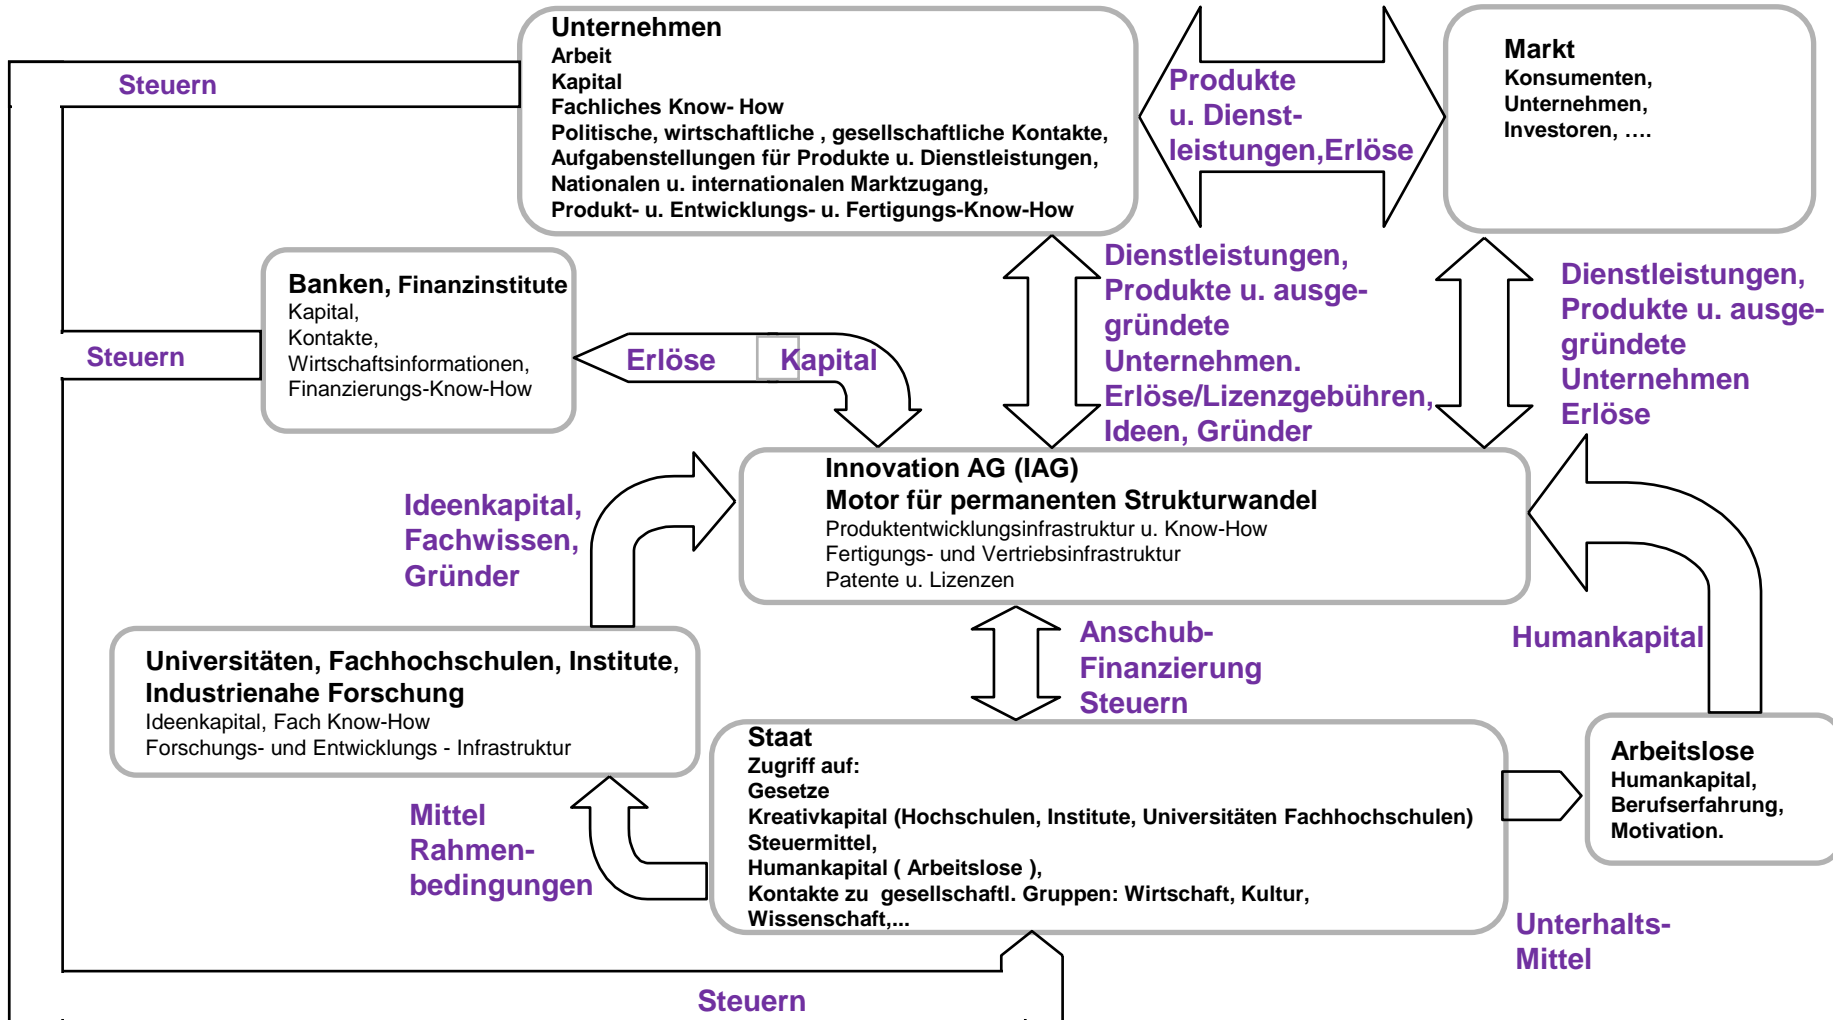 Unternehmen
Arbeit
Kapital
Fachliches Know- How
Politische, wirtschaftliche , gesellschaftliche Kontakte,
Aufgabenstellungen für Produkte u. Dienstleistungen,
Nationalen u. internationalen Marktzugang,
Produkt- u. Entwicklungs- u. Fertigungs-Know-How
Produkte
u. Dienst-
leistungen,Erlöse
Markt
Konsumenten,
Unternehmen,
Investoren, ….
Steuern
Banken, Finanzinstitute
Kapital,
Kontakte,
Wirtschaftsinformationen,
Finanzierungs-Know-How
Steuern
Erlöse
Kapital
Dienstleistungen,
Produkte u. ausge-
gründete
Unternehmen.
Erlöse/Lizenzgebühren,
Ideen, Gründer
Dienstleistungen,
Produkte u. ausge-
gründete
Unternehmen
Erlöse
Innovation AG (IAG)
Motor für permanenten Strukturwandel
Produktentwicklungsinfrastruktur u. Know-How
Fertigungs- und Vertriebsinfrastruktur
Patente u. Lizenzen
Ideenkapital,
Fachwissen,
Gründer
Universitäten, Fachhochschulen, Institute,
Industrienahe Forschung
Ideenkapital, Fach Know-How
Forschungs- und Entwicklungs - Infrastruktur
Anschub-
Finanzierung
Steuern
Humankapital
Staat
Zugriff auf:
Gesetze
Kreativkapital (Hochschulen, Institute, Universitäten Fachhochschulen)
Steuermittel,
Humankapital ( Arbeitslose ),
Kontakte zu  gesellschaftl. Gruppen: Wirtschaft, Kultur,
Wissenschaft,...
Arbeitslose
Humankapital,
Berufserfahrung,
Motivation.
Mittel
Rahmen-
bedingungen
Unterhalts-
Mittel
Steuern